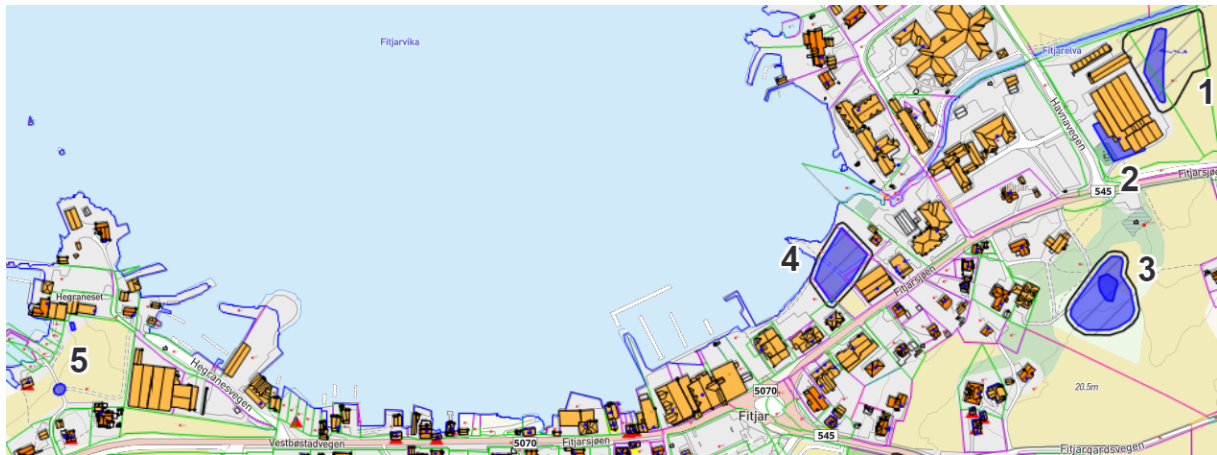 Fitjarvika
Fitjarelva
1
Havnavegen
2
545
Fitjarsjøe
Fitjar
4
3
Fitjarsjøen
Hegraneset
5
Hegranesvegen
20.5m
5070
Fitjar
Vestbøstadvegen
5070
Fitjarsjøen
545
Fitjargardsvegen